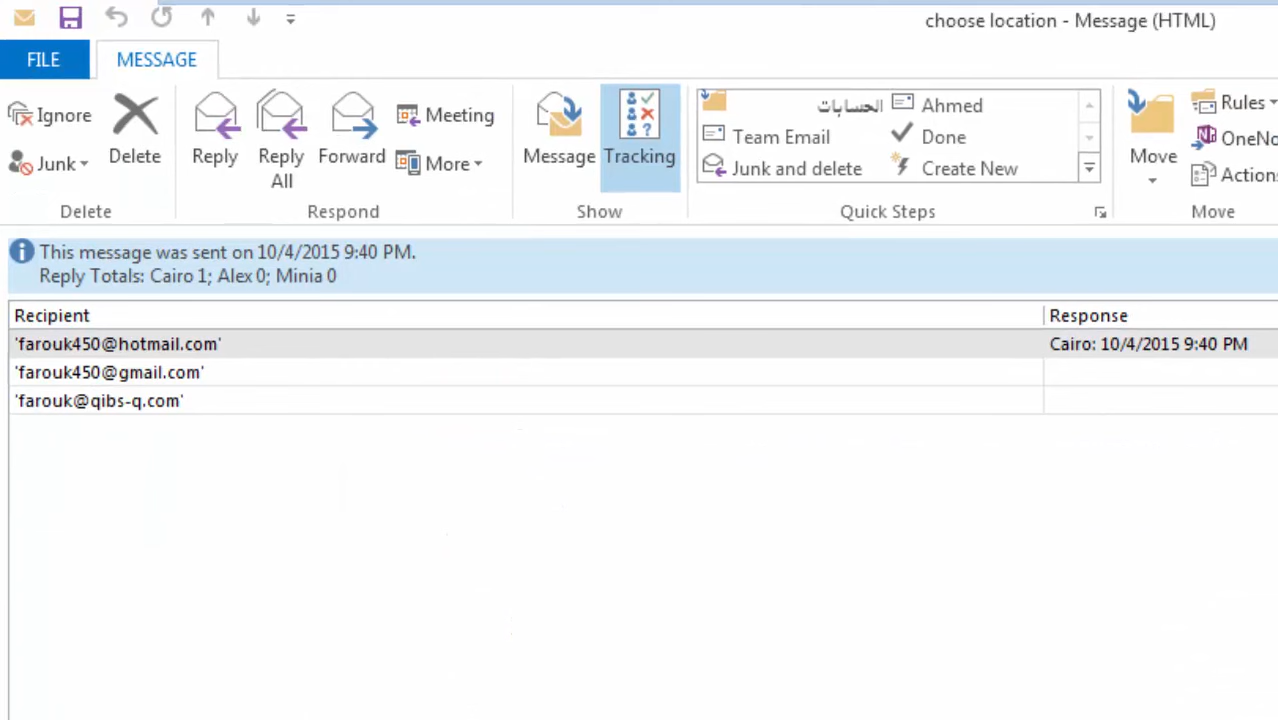 choose location - Message (HTML)
FILE
MESSAGE
Ignore
Junk
Delete
Delete
Reply
Reply All
Forward
Meeting
More
Respond
Message
Tracking
Show
الحسابات
Team Email
Junk and delete
Ahmed
Done
Create New
Quick Steps
Move
Rules
OneNo
Actions
Move
This message was sent on 10/4/2015 9:40 PM.
Reply Totals: Cairo 1; Alex 0; Minia 0
Recipient Response
'farouk450@hotmail.com' Cairo: 10/4/2015 9:40 PM
'farouk450@gmail.com'
'farouk@qibs-q.com'